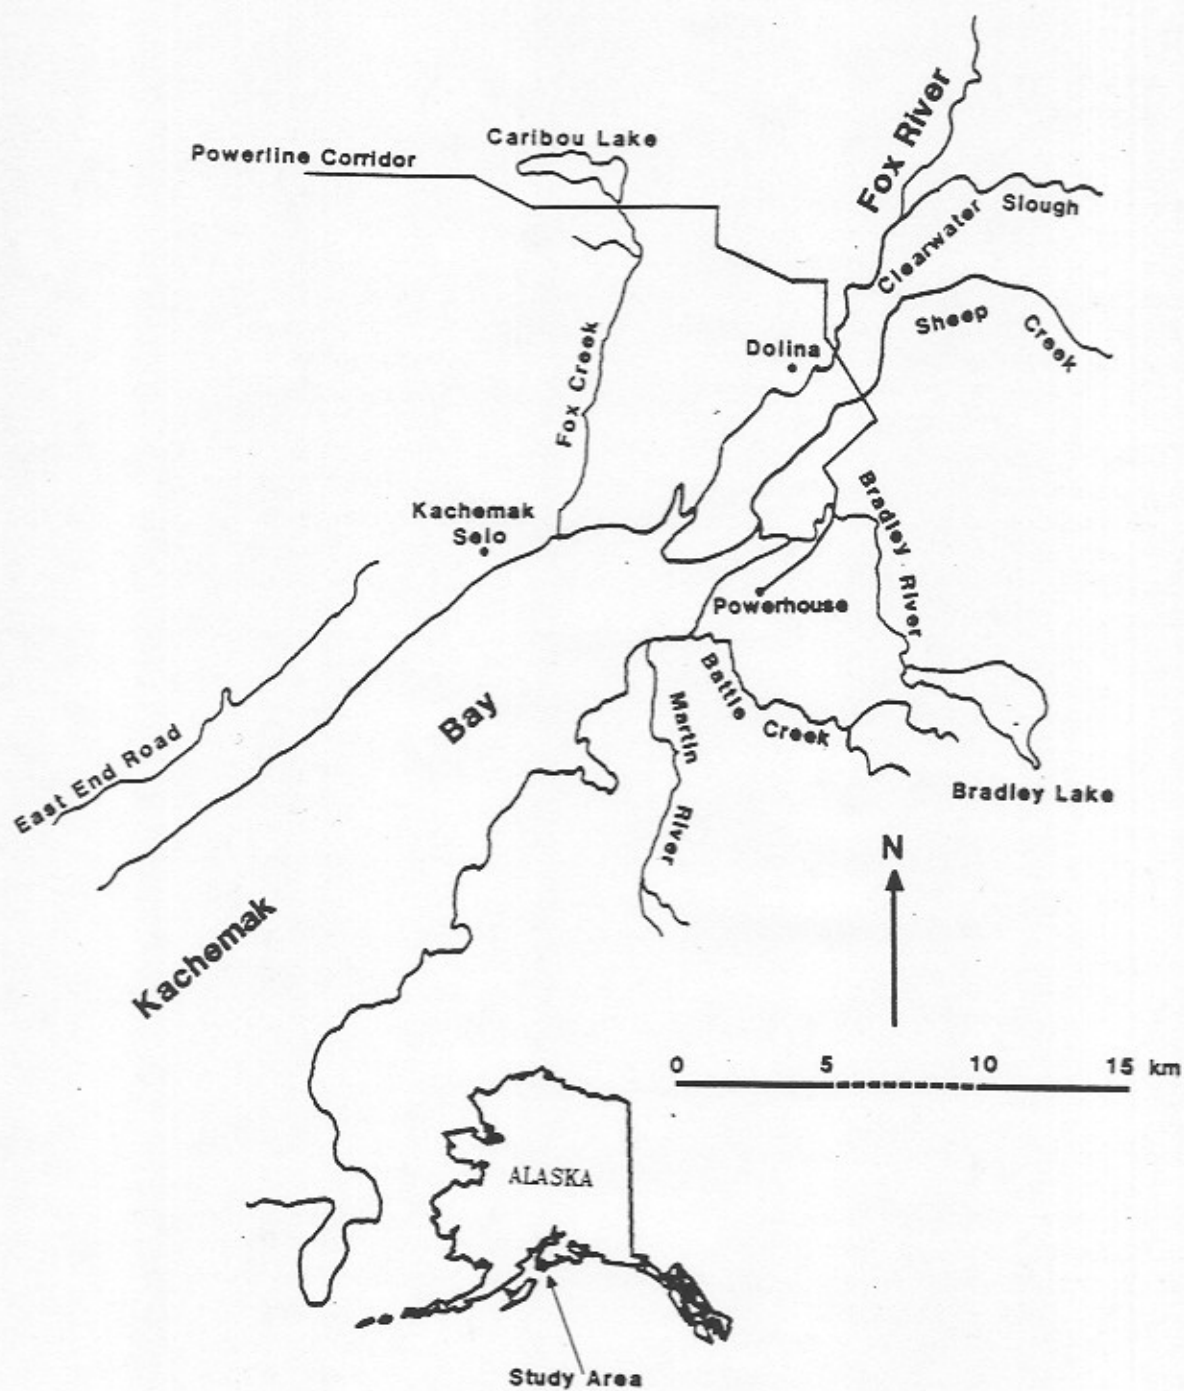 Fox River
Caribou Lake
Powerline Corridor
Clearwater Slough
Sheep Creek
Dolina
Fox Creek
Kachemak
Selo
Bradley River
Powerhouse
East End Road
Battle Creek
Martin River
Kachemak Bay
Bradley Lake
N
0 5 10 15 km
ALASKA
Study Area